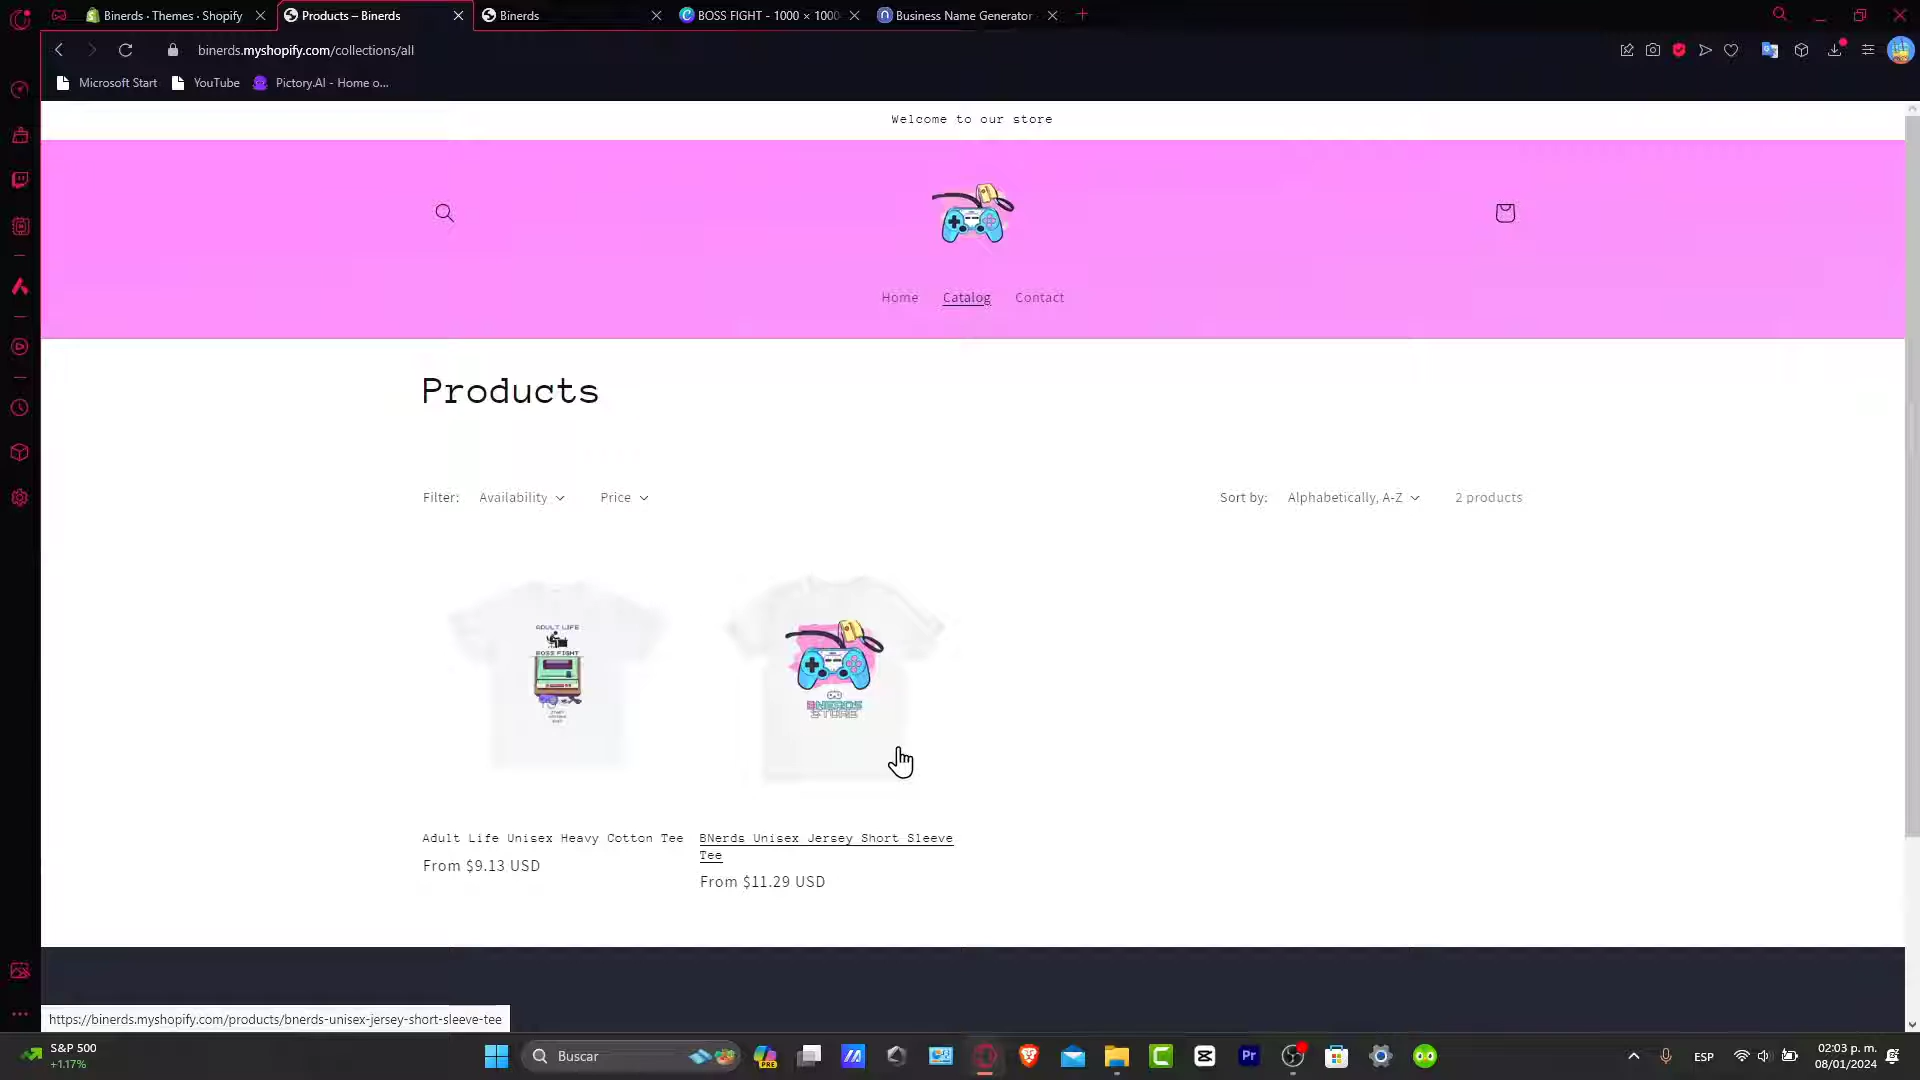 Binerds · Themes · Shopify
Products – Binerds
Binerds
BOSS FIGHT - 1000 × 1000
Business Name Generator
binerds.myshopify.com/collections/all
Microsoft Start
YouTube
Pictory.AI - Home o...
Welcome to our store
Home
Catalog
Contact
Products
Filter:
Availability
Price
Sort by:
Alphabetically, A-Z
2 products
ADULT LIFE
BOSS FIGHT
BNERDS
STORE
Adult Life Unisex Heavy Cotton Tee
From $9.13 USD
BNerds Unisex Jersey Short Sleeve
Tee
From $11.29 USD
https://binerds.myshopify.com/products/bnerds-unisex-jersey-short-sleeve-tee
S&P 500
+1.17%
Buscar
PRE
Pr
ESP
02:03 p. m.
08/01/2024